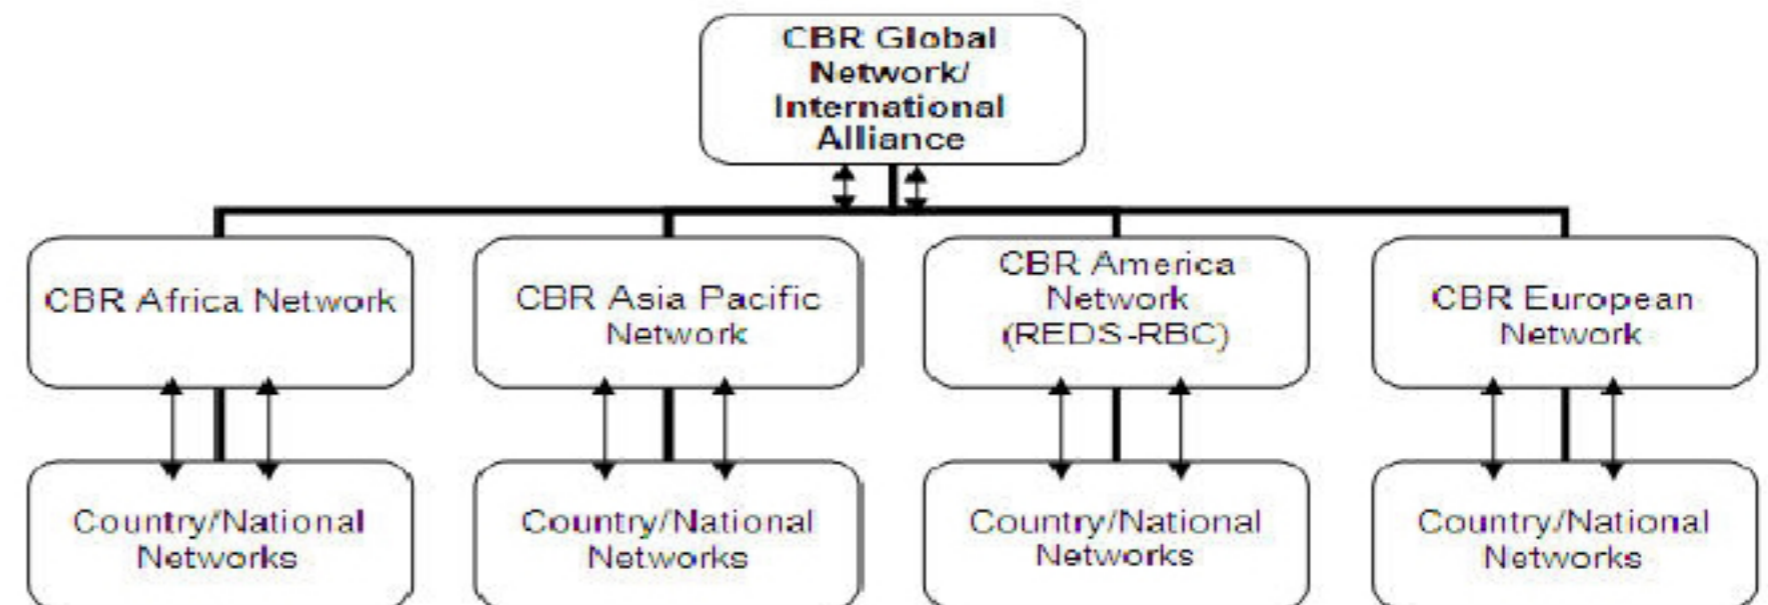 CBR Global
Network/
International
Alliance
CBR Africa Network
CBR Asia Pacific
Network
CBR America
Network
(REDS-RBC)
CBR European
Network
Country/National
Networks
Country/National
Networks
Country/National
Networks
Country/National
Networks